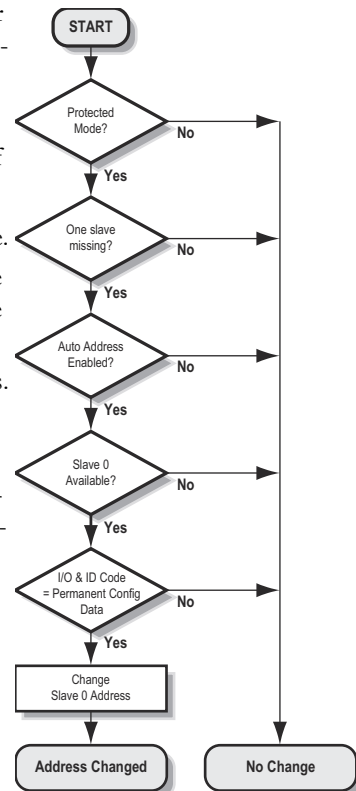 START
Protected
Mode?
No
Yes
One slave
missing?
No
Yes
Auto Address
Enabled?
No
Yes
Slave 0
Available?
No
Yes
I/O & ID Code
= Permanent Config
Data
No
Yes
Change
Slave 0 Address
Address Changed
No Change